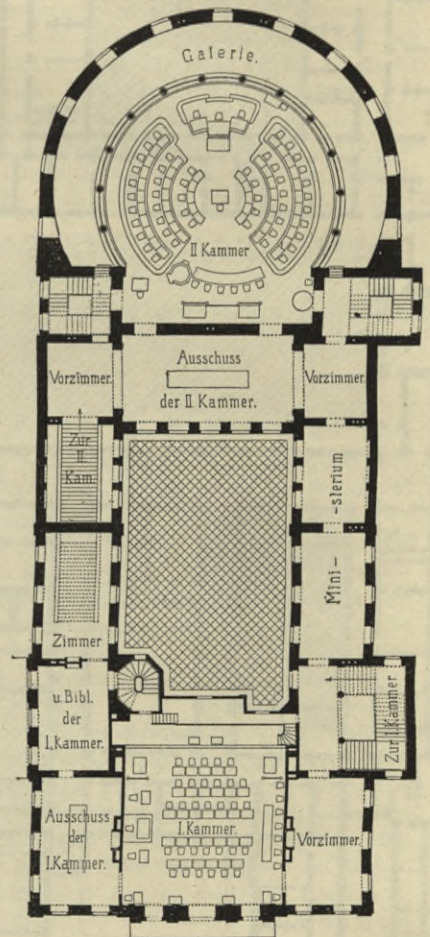 Galerie.
II Kammer
Vorzimmer.
Ausschuss
der II Kammer.
Vorzimmer.
Zur
II.
Kam.
-sterium
Mini-
Zimmer
u. Bibl.
der
I. Kammer.
Zur I Kammer
Ausschuss
der
I. Kammer.
I. Kammer.
Vorzimmer.